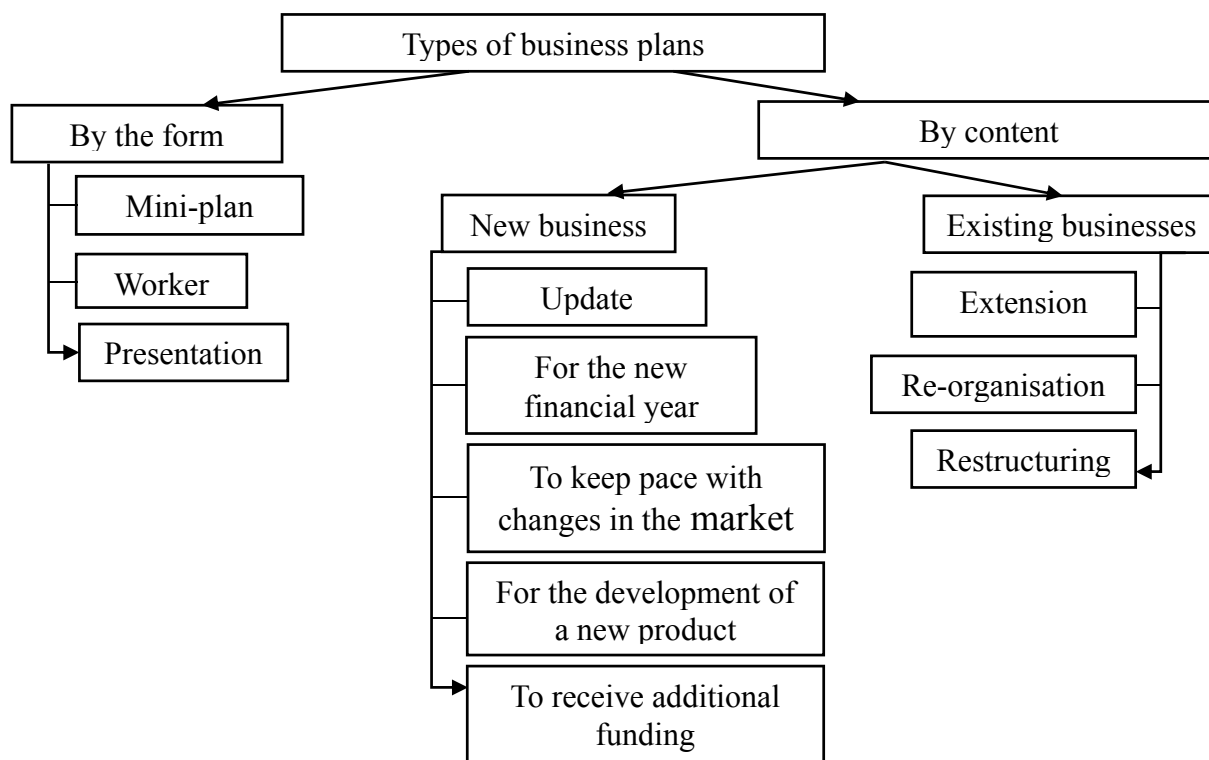 Types of business plans
By the form
By content
Mini-plan
Worker
Presentation
New business
Update
For the new
financial year
To keep pace with
changes in the market
For the development of
a new product
To receive additional
funding
Existing businesses
Extension
Re-organisation
Restructuring